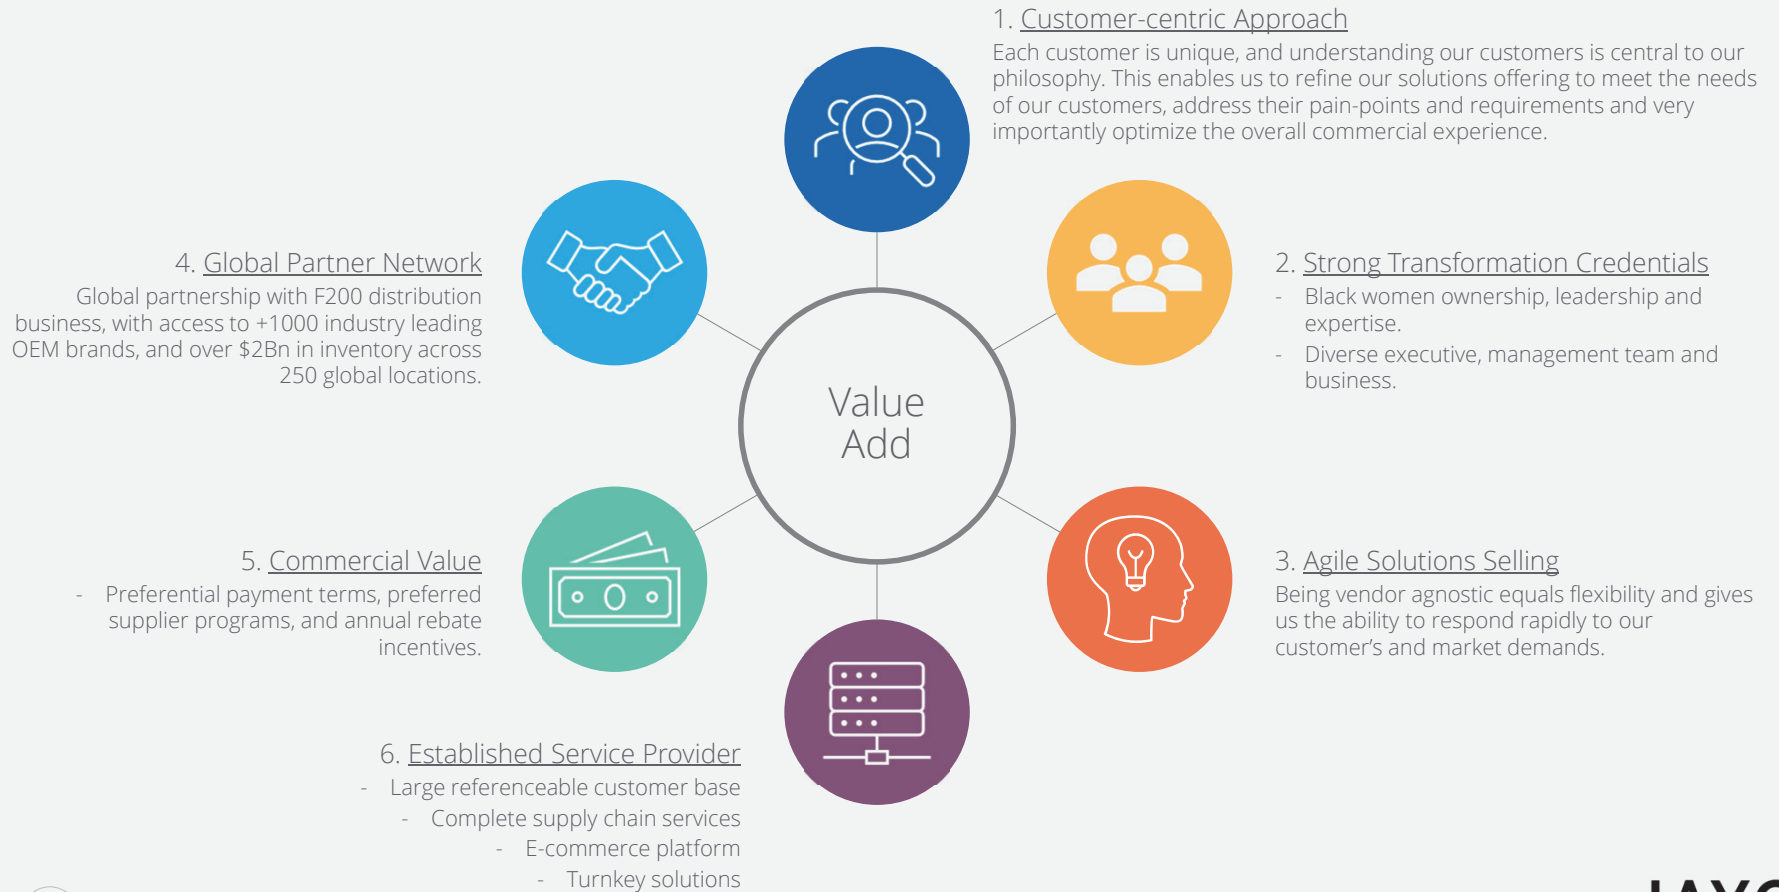 1. Customer-centric Approach
Each customer is unique, and understanding our customers is central to our
philosophy. This enables us to refine our solutions offering to meet the needs
of our customers, address their pain-points and requirements and very
importantly optimize the overall commercial experience.
2. Strong Transformation Credentials
- Black women ownership, leadership and
expertise.
- Diverse executive, management team and
business.
3. Agile Solutions Selling
Being vendor agnostic equals flexibility and gives
us the ability to respond rapidly to our
customer's and market demands.
4. Global Partner Network
Global partnership with F200 distribution
business, with access to +1000 industry leading
OEM brands, and over $2Bn in inventory across
250 global locations.
5. Commercial Value
- Preferential payment terms, preferred
supplier programs, and annual rebate
incentives.
6. Established Service Provider
- Large referenceable customer base
- Complete supply chain services
- E-commerce platform
- Turnkey solutions
Value
Add